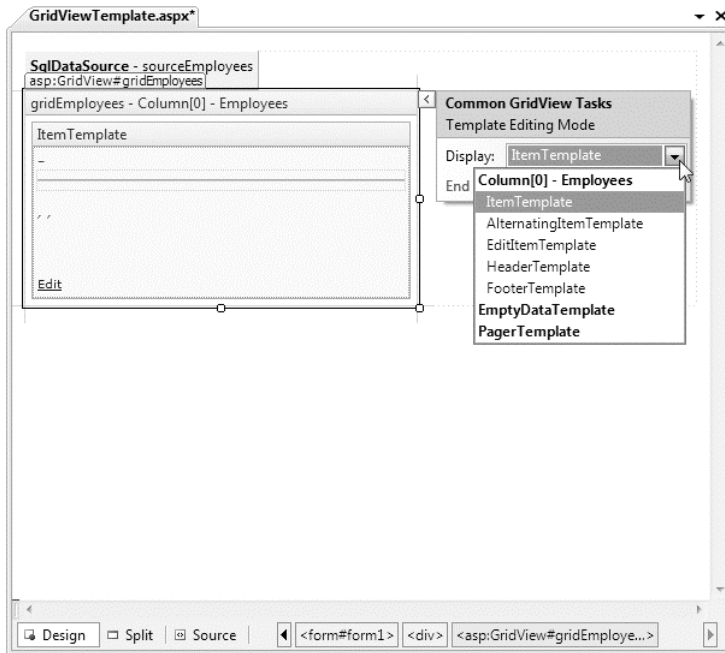 GridViewTemplate.aspx*
SqlDataSource - sourceEmployees
asp:GridView#gridEmployees
gridEmployees - Column[0] - Employees
ItemTemplate
-
, ,
Edit
<
Common GridView Tasks
Template Editing Mode
Display: ItemTemplate
End
Column[0] - Employees
ItemTemplate
AlternatingItemTemplate
EditItemTemplate
HeaderTemplate
FooterTemplate
EmptyDataTemplate
PagerTemplate
Design Split Source <form#form1> <div> <asp:GridView#gridEmploye...>